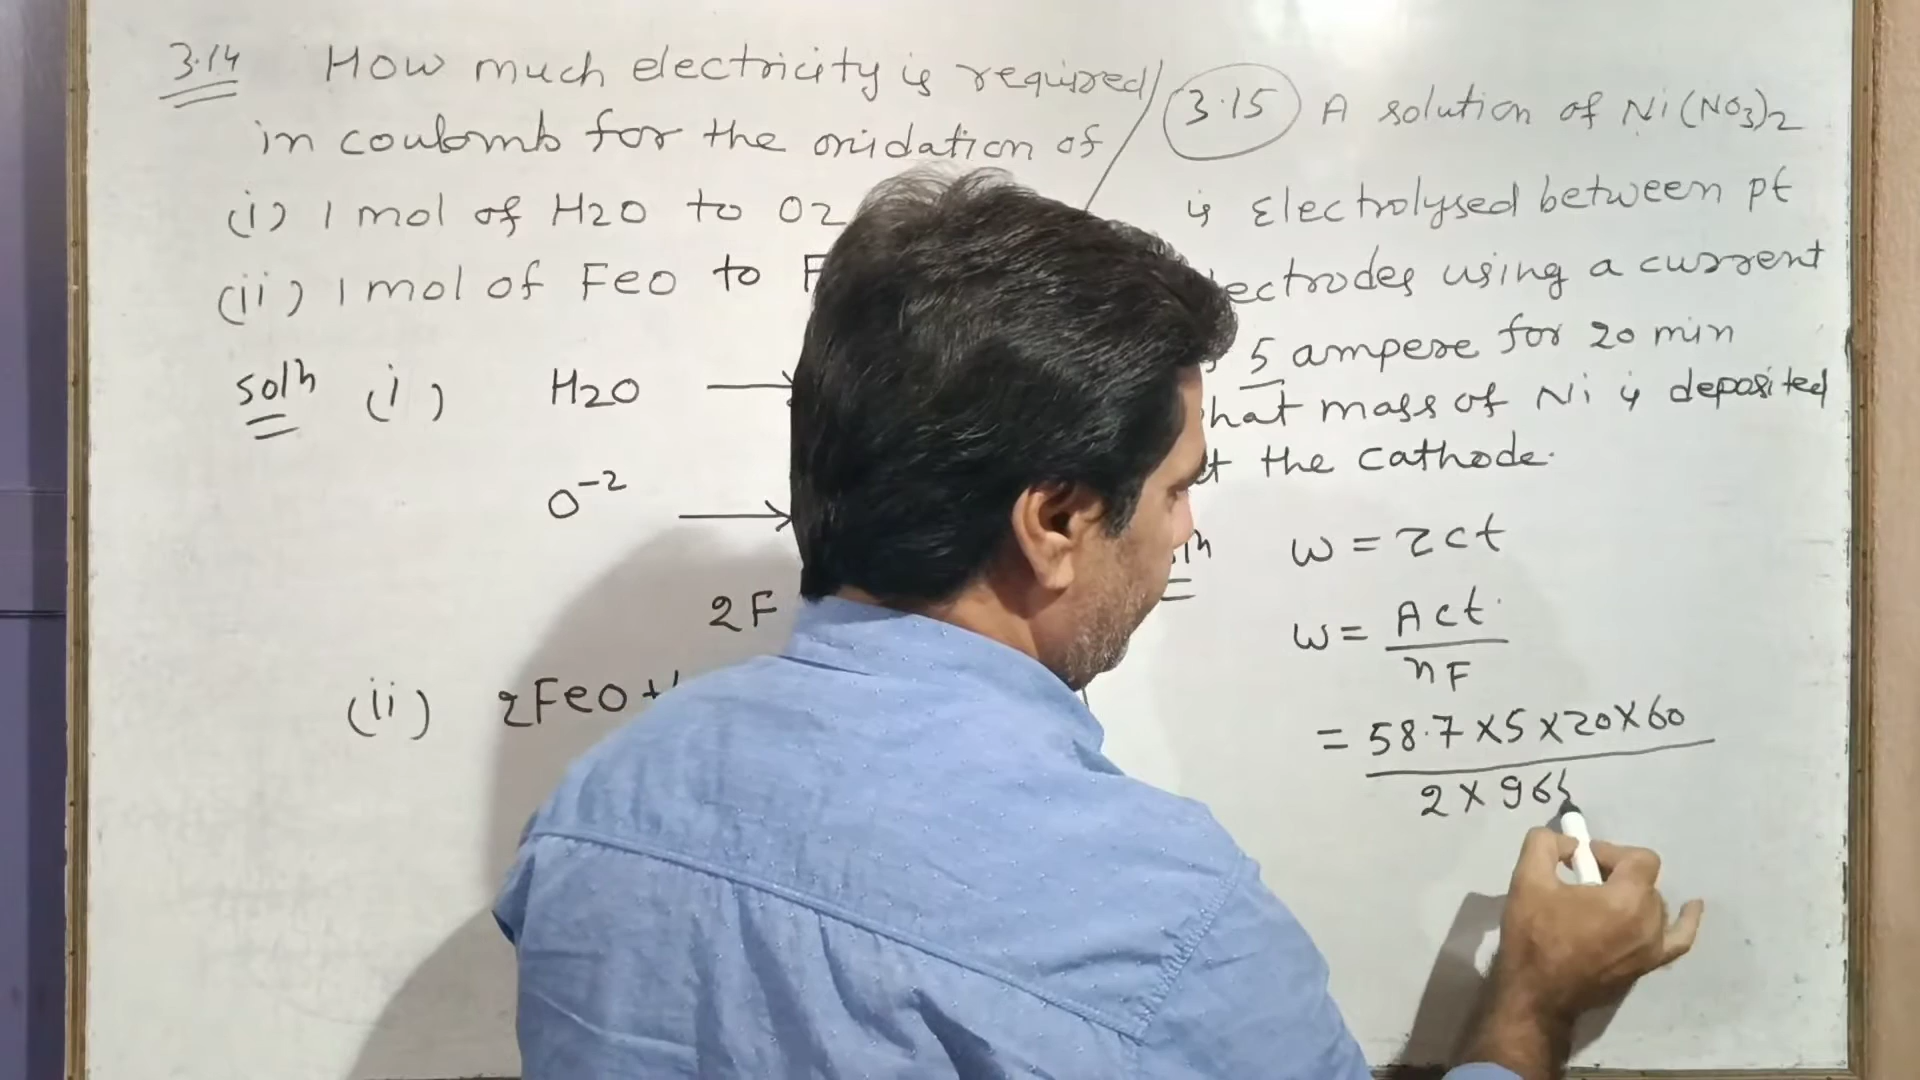 3.14 How much electricity is required
in coulomb for the oxidation of
(i) 1 mol of H2O to O2
(ii) 1 mol of FeO to F
Soln (i) H2O →
O⁻² →
2F
(ii) 2FeO +
3.15 A solution of Ni(NO3)2
is Electrolysed between pt
ectrodes using a current
5 ampere for 20 min
hat mass of Ni is deposited
t the cathode.
w = zct
w = Act / nF
= 58.7 × 5 × 20 × 60 / 2 × 965